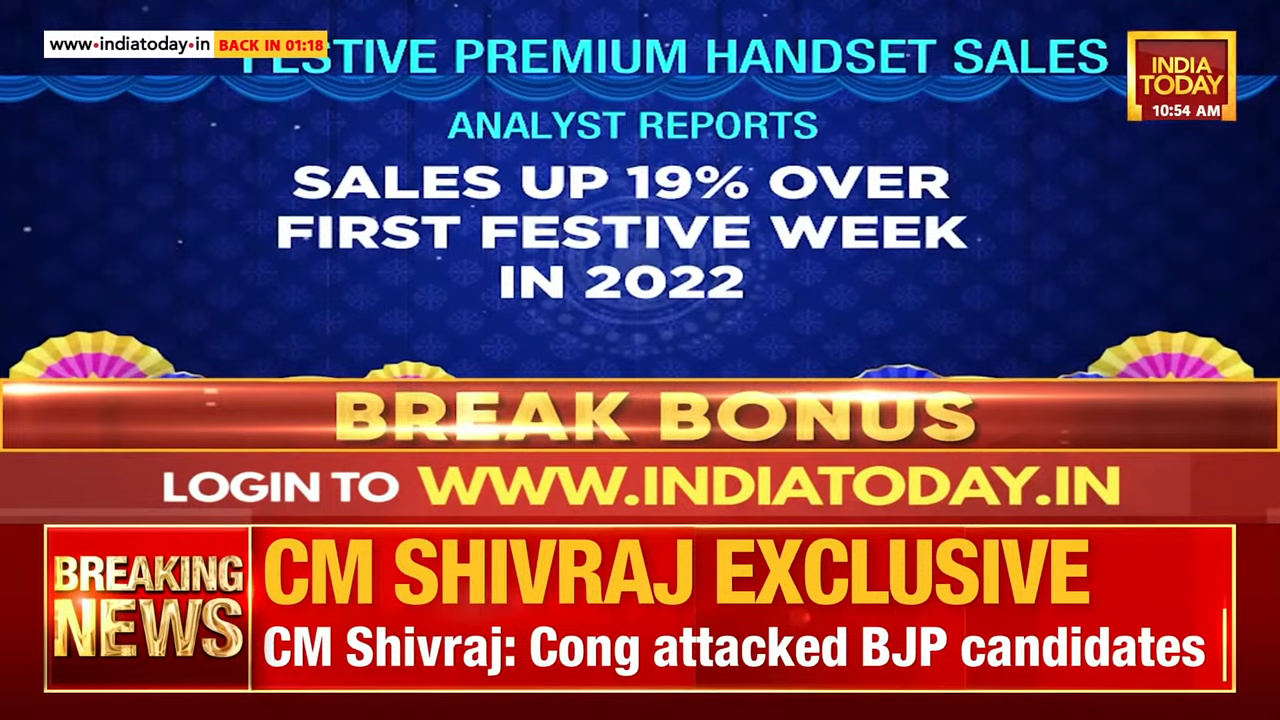 www.indiatoday.in BACK IN 01:18
FESTIVE PREMIUM HANDSET SALES
INDIA
TODAY
10:54 AM
ANALYST REPORTS
SALES UP 19% OVER
FIRST FESTIVE WEEK
IN 2022
BREAK BONUS
LOGIN TO WWW.INDIATODAY.IN
BREAKING
NEWS
CM SHIVRAJ EXCLUSIVE
CM Shivraj: Cong attacked BJP candidates